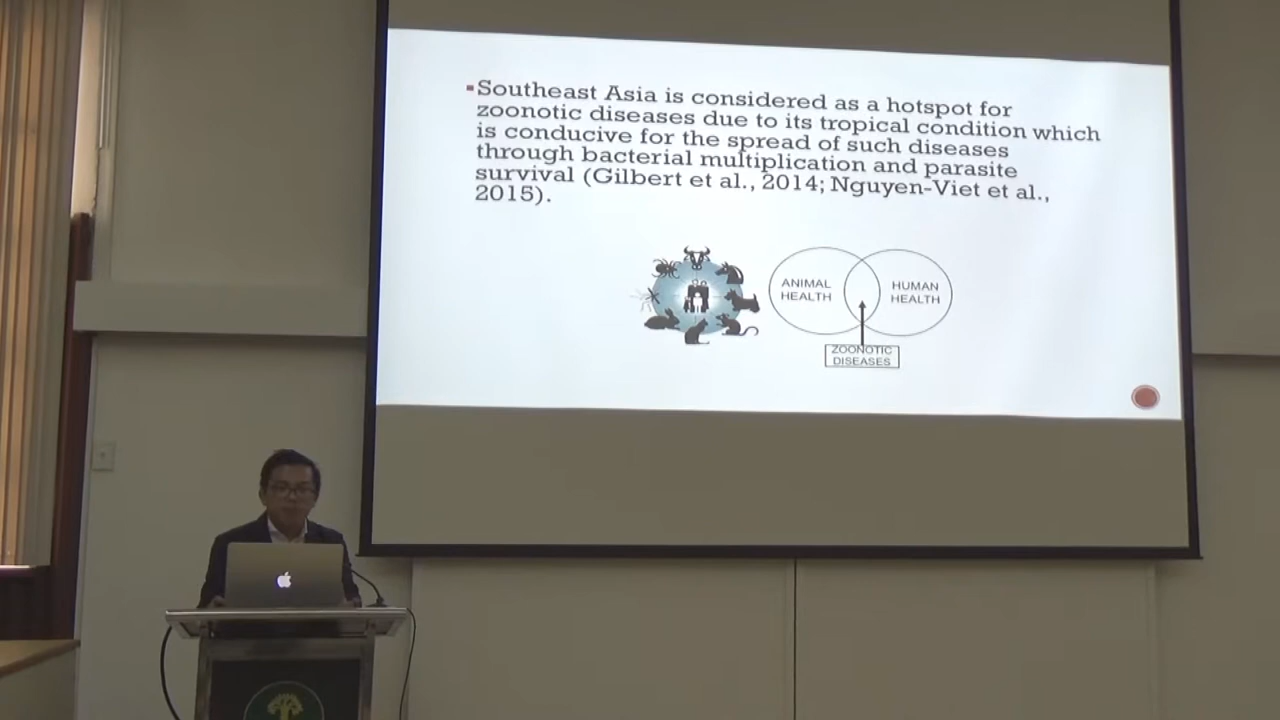 Southeast Asia is considered as a hotspot for
zoonotic diseases due to its tropical condition which
is conducive for the spread of such diseases
through bacterial multiplication and parasite
survival (Gilbert et al., 2014; Nguyen-Viet et al.,
2015).
ANIMAL
HEALTH
HUMAN
HEALTH
ZOONOTIC
DISEASES